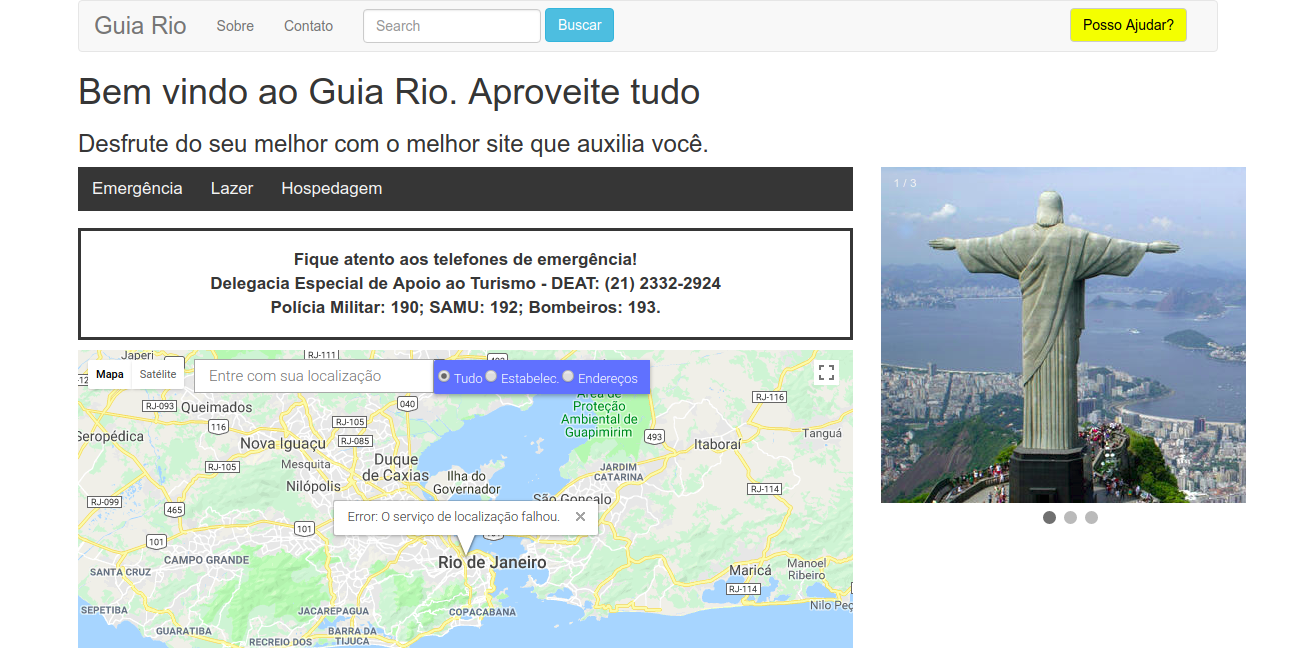 Guia Rio Sobre Contato Search Buscar Posso Ajudar?
Bem vindo ao Guia Rio. Aproveite tudo
Desfrute do seu melhor com o melhor site que auxilia você.
Emergência Lazer Hospedagem
1 / 3
Fique atento aos telefones de emergência!
Delegacia Especial de Apoio ao Turismo - DEAT: (21) 2332-2924
Polícia Militar: 190; SAMU: 192; Bombeiros: 193.
Japeri RJ-111
Mapa Satélite Entre com sua localização Tudo Estabelec. Endereços
Área de
Proteção
Ambiental de
Guapimirim
RJ-093 Queimados 040 RJ-116
116 RJ-105
Seropédica Nova Iguaçu RJ-085 493 Itaboraí Tanguá
RJ-105 Mesquita Duque
de Caxias
Nilópolis Ilha do
Governador
JARDIM
CATARINA
RJ-099 465 São Gonçalo RJ-114
Error: O serviço de localização falhou.
101 101 101
CAMPO GRANDE Rio de Janeiro
SANTA CRUZ Maricá Manoel
Ribeiro
RJ-114
SEPETIBA JACAREPAGUA COPACABANA Nilo Peç
GUARATIBA BARRA DA
TIJUCA
RECREIO DOS